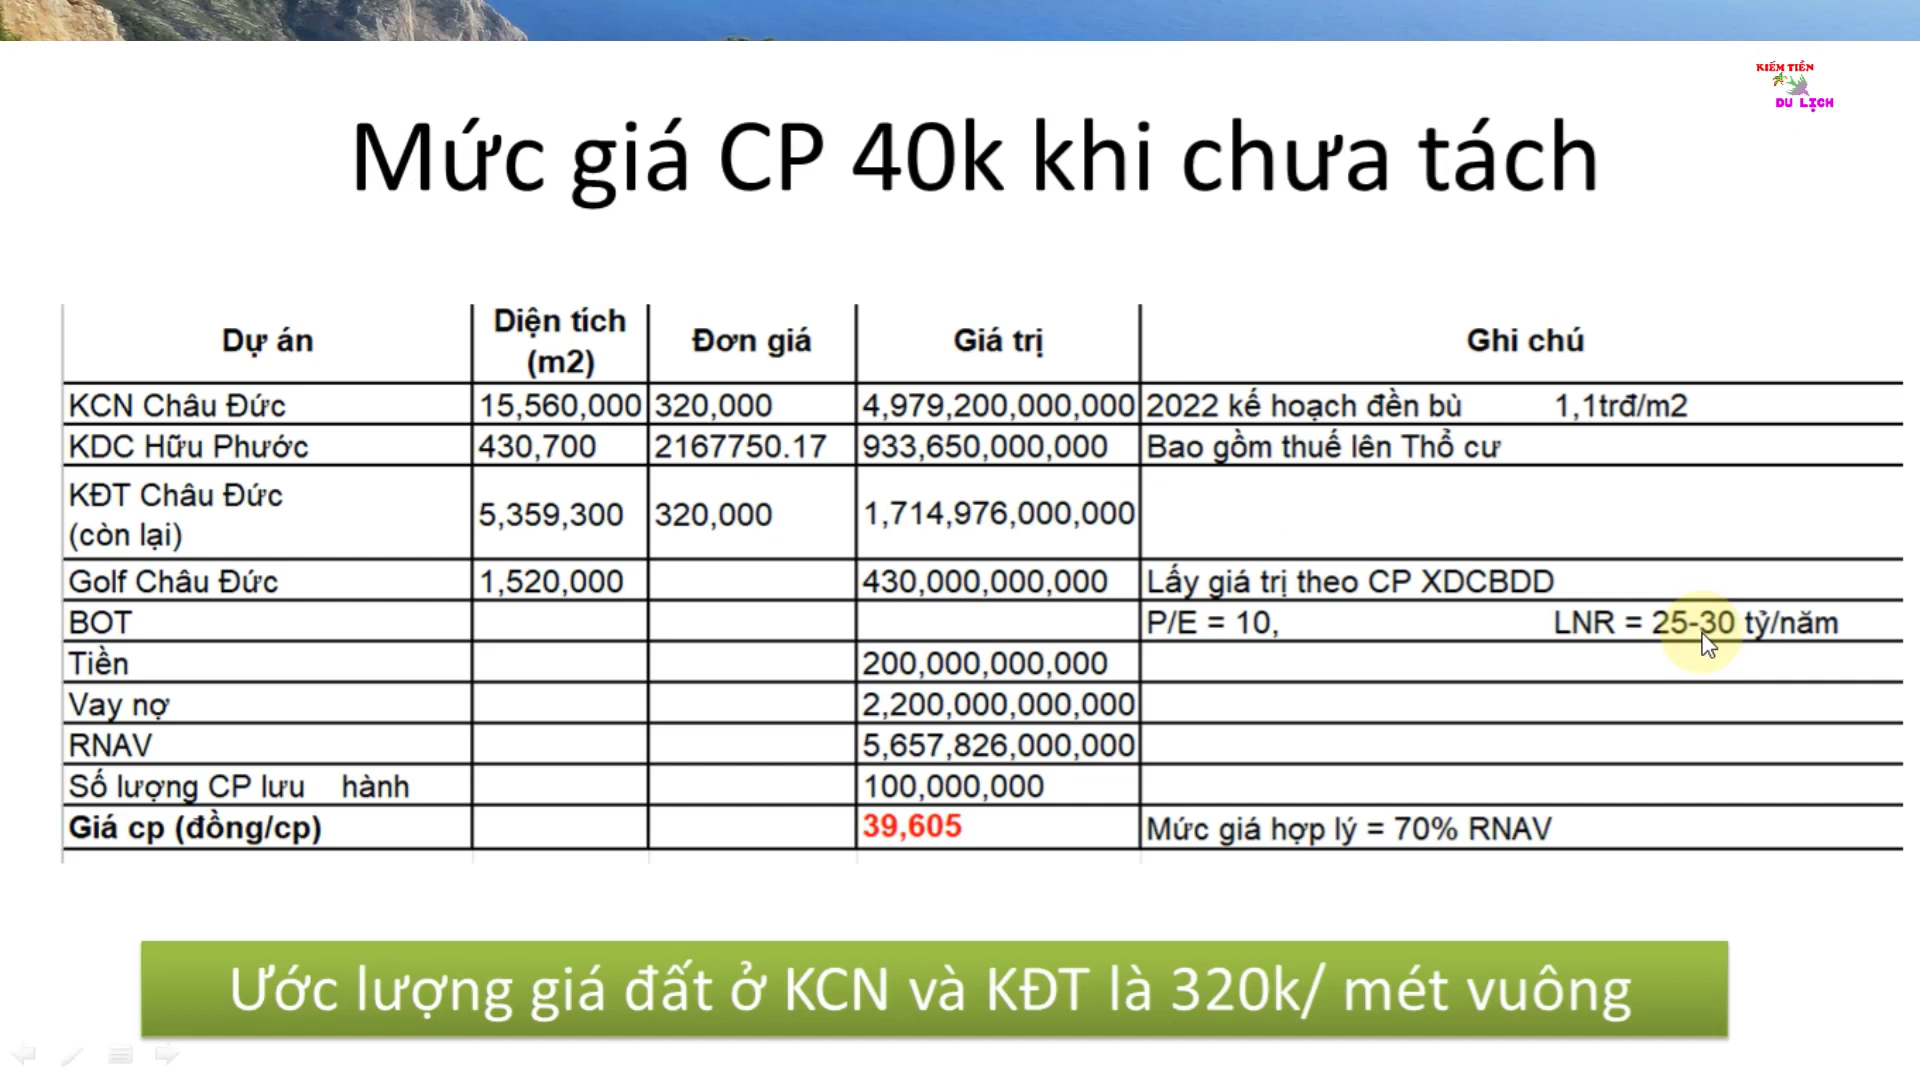 KIẾM TIỀN
DU LỊCH
Mức giá CP 40k khi chưa tách
Dự án Diện tích (m2) Đơn giá Giá trị Ghi chú
KCN Châu Đức 15,560,000 320,000 4,979,200,000,000 2022 kế hoạch đền bù 1,1trđ/m2
KDC Hữu Phước 430,700 2167750.17 933,650,000,000 Bao gồm thuế lên Thổ cư
KĐT Châu Đức (còn lại) 5,359,300 320,000 1,714,976,000,000
Golf Châu Đức 1,520,000 430,000,000,000 Lấy giá trị theo CP XDCBDD
BOT P/E = 10, LNR = 25-30 tỷ/năm
Tiền 200,000,000,000
Vay nợ 2,200,000,000,000
RNAV 5,657,826,000,000
Số lượng CP lưu hành 100,000,000
Giá cp (đồng/cp) 39,605 Mức giá hợp lý = 70% RNAV
Ước lượng giá đất ở KCN và KĐT là 320k/ mét vuông